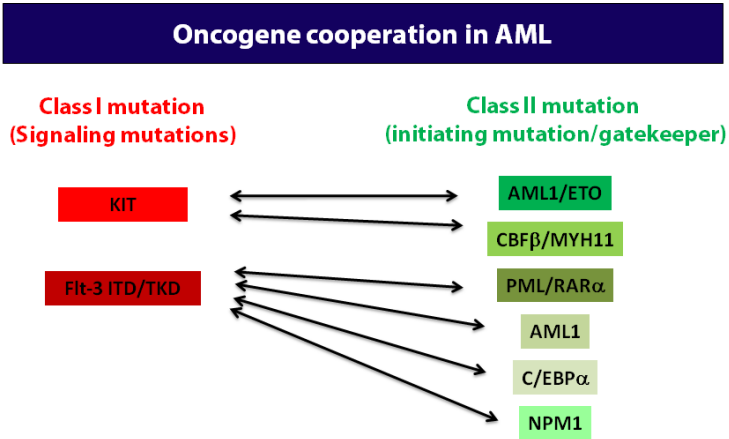 Oncogene cooperation in AML
Class I mutation
(Signaling mutations)
Class II mutation
(initiating mutation/gatekeeper)
KIT
AML1/ETO
CBFβ/MYH11
Flt-3 ITD/TKD
PML/RARα
AML1
C/EBPα
NPM1